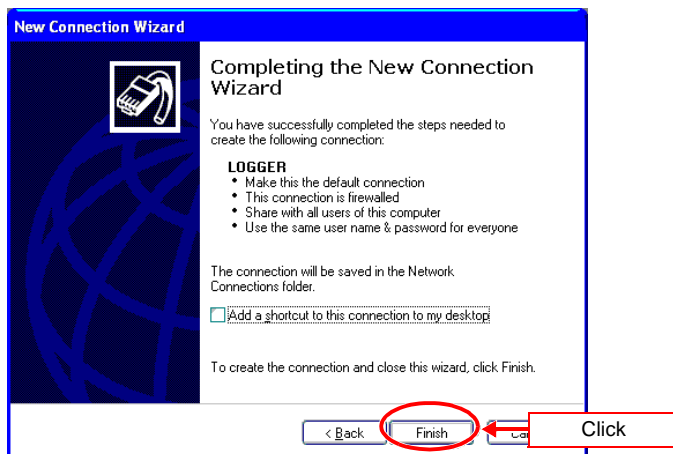 New Connection Wizard
Completing the New Connection
Wizard
You have successfully completed the steps needed to
create the following connection:
LOGGER
• Make this the default connection
• This connection is firewalled
• Share with all users of this computer
• Use the same user name & password for everyone
The connection will be saved in the Network
Connections folder.
Add a shortcut to this connection to my desktop
To create the connection and close this wizard, click Finish.
< Back Finish Click